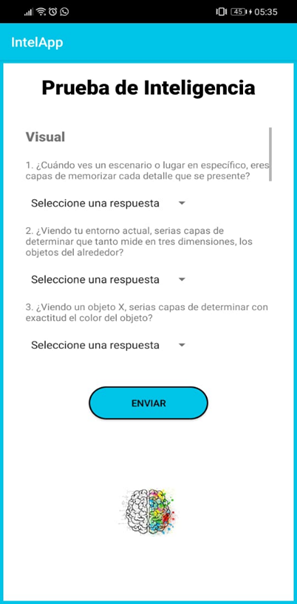 45 05:35
IntelApp
Prueba de Inteligencia
Visual
1. ¿Cuándo ves un escenario o lugar en específico, eres
capas de memorizar cada detalle que se presente?
Seleccione una respuesta
2. ¿Viendo tu entorno actual, serias capas de
determinar que tanto mide en tres dimensiones, los
objetos del alrededor?
Seleccione una respuesta
3. ¿Viendo un objeto X, serias capas de determinar con
exactitud el color del objeto?
Seleccione una respuesta
ENVIAR